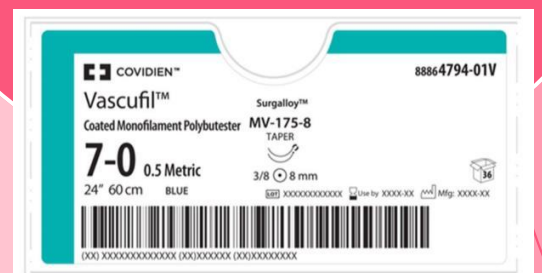 COVIDIEN™
88864794-01V
Vascufil™
Coated Monofilament Polybutester
Surgalloy™
MV-175-8
TAPER
7-0 0.5 Metric
3/8 8 mm
24" 60 cm BLUE
36
LOT XXXXXXXXXXXX Use by XXXX-XX Mfg: XXXX-XX
(XX) XXXXXXXXXXXXX (XX)XXXXXX (XX)XXXXXXXX